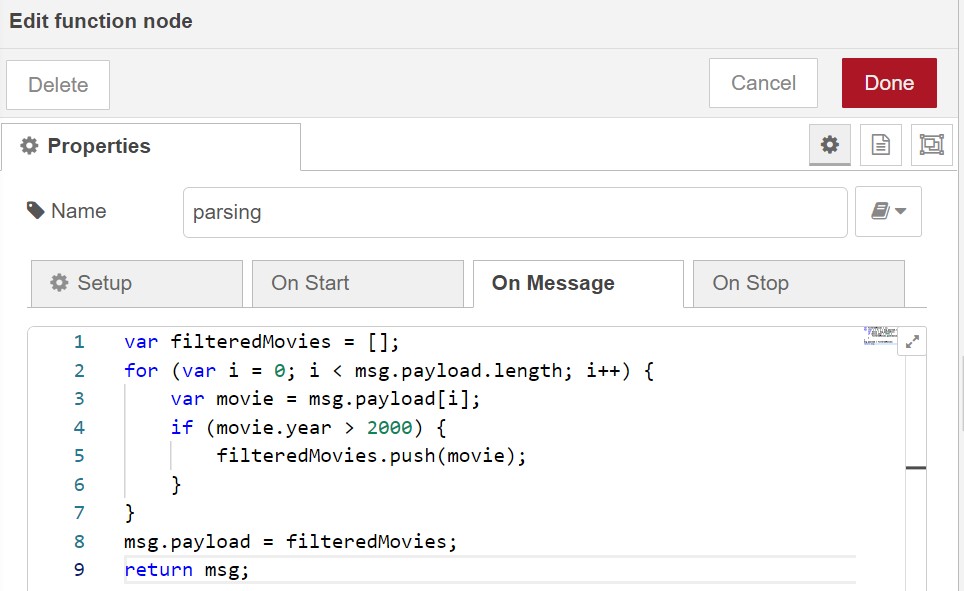 Edit function node
Delete
Cancel
Done
Properties
Name
parsing
Setup
On Start
On Message
On Stop
1 var filteredMovies = [];
2 for (var i = 0; i < msg.payload.length; i++) {
3     var movie = msg.payload[i];
4     if (movie.year > 2000) {
5         filteredMovies.push(movie);
6     }
7 }
8 msg.payload = filteredMovies;
9 return msg;